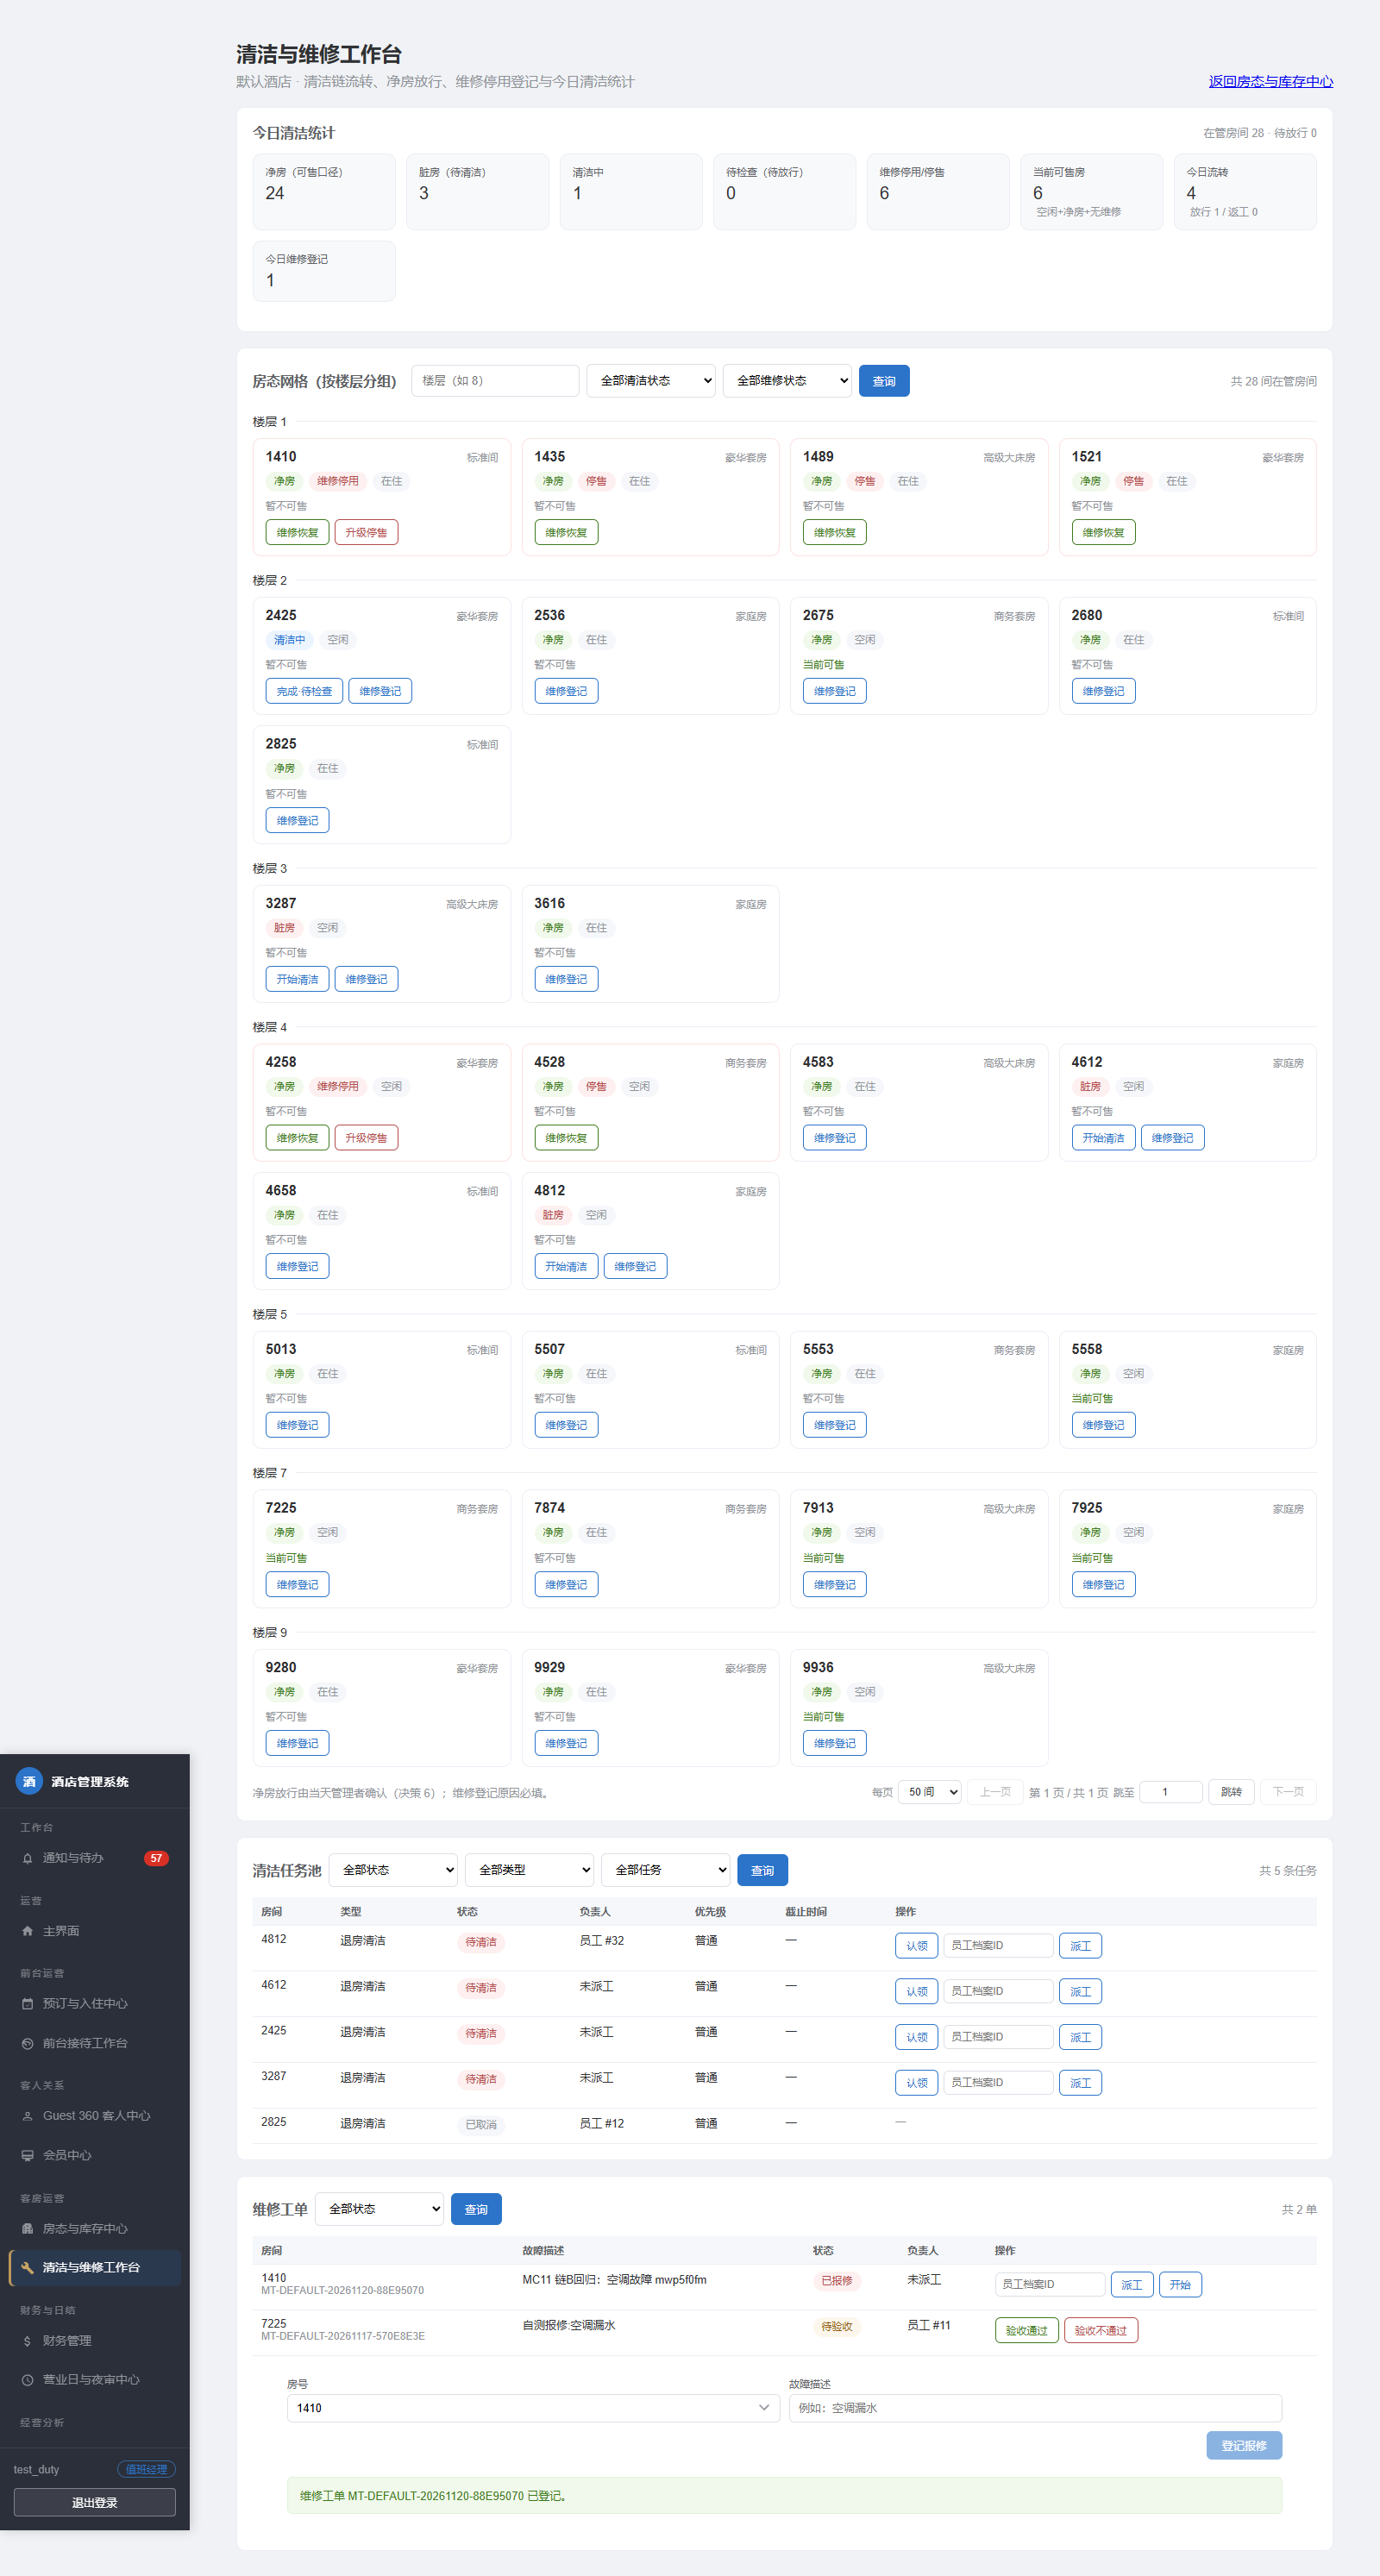 清洁与维修工作台
默认酒店 · 清洁链流转、净房放行、维修停用登记与今日清洁统计
返回房态与库存中心
今日清洁统计
在管房间 28 · 待放行 0
净房（可售口径）
24
脏房（待清洁）
3
清洁中
1
待检查（待放行）
0
维修停用/停售
6
当前可售房
6
空闲+净房+无维修
今日流转
4
放行 1 / 返工 0
今日维修登记
1
房态网格（按楼层分组）
楼层（如 8）
全部清洁状态
全部维修状态
查询
共 28 间在管房间
楼层 1
1410 标准间
净房 维修停用 在住
暂不可售
维修恢复 升级停售
1435 豪华套房
净房 停售 在住
暂不可售
维修恢复
1489 高级大床房
净房 停售 在住
暂不可售
维修恢复
1521 豪华套房
净房 停售 在住
暂不可售
维修恢复
楼层 2
2425 豪华套房
清洁中 空闲
暂不可售
完成·待检查 维修登记
2536 家庭房
净房 在住
暂不可售
维修登记
2675 商务套房
净房 空闲
当前可售
维修登记
2680 标准间
净房 在住
暂不可售
维修登记
2825 标准间
净房 在住
暂不可售
维修登记
楼层 3
3287 高级大床房
脏房 空闲
暂不可售
开始清洁 维修登记
3616 家庭房
净房 在住
暂不可售
维修登记
楼层 4
4258 豪华套房
净房 维修停用 空闲
暂不可售
维修恢复 升级停售
4528 商务套房
净房 停售 空闲
暂不可售
维修恢复
4583 高级大床房
净房 在住
暂不可售
维修登记
4612 家庭房
脏房 空闲
暂不可售
开始清洁 维修登记
4658 标准间
净房 在住
暂不可售
维修登记
4812 家庭房
脏房 空闲
暂不可售
开始清洁 维修登记
楼层 5
5013 标准间
净房 在住
暂不可售
维修登记
5507 标准间
净房 在住
暂不可售
维修登记
5553 商务套房
净房 在住
暂不可售
维修登记
5558 家庭房
净房 空闲
当前可售
维修登记
楼层 7
7225 商务套房
净房 空闲
当前可售
维修登记
7874 商务套房
净房 在住
暂不可售
维修登记
7913 高级大床房
净房 空闲
当前可售
维修登记
7925 家庭房
净房 空闲
当前可售
维修登记
楼层 9
9280 豪华套房
净房 在住
暂不可售
维修登记
9929 豪华套房
净房 在住
暂不可售
维修登记
9936 高级大床房
净房 空闲
当前可售
维修登记
净房放行由当天管理者确认（决策 6）；维修登记原因必填。
每页 50 间 上一页 第 1 页 / 共 1 页 跳至 1 跳转 下一页
清洁任务池 全部状态 全部类型 全部任务 查询 共 5 条任务
房间 类型 状态 负责人 优先级 截止时间 操作
4812 退房清洁 待清洁 员工 #32 普通 — 认领 员工档案ID 派工
4612 退房清洁 待清洁 未派工 普通 — 认领 员工档案ID 派工
2425 退房清洁 待清洁 未派工 普通 — 认领 员工档案ID 派工
3287 退房清洁 待清洁 未派工 普通 — 认领 员工档案ID 派工
2825 退房清洁 已取消 员工 #12 普通 — —
维修工单 全部状态 查询 共 2 单
房间 故障描述 状态 负责人 操作
1410 MC11 链B回归：空调故障 mwp5f0fm 已报修 未派工 员工档案ID 派工 开始
MT-DEFAULT-20261120-88E95070
7225 自测报修:空调漏水 待验收 员工 #11 验收通过 验收不通过
MT-DEFAULT-20261117-570E8E3E
房号
1410
故障描述
例如：空调漏水
登记报修
维修工单 MT-DEFAULT-20261120-88E95070 已登记。
酒 酒店管理系统
工作台
通知与待办 57
运营
主界面
前台运营
预订与入住中心
前台接待工作台
客人关系
Guest 360 客人中心
会员中心
客房运营
房态与库存中心
清洁与维修工作台
财务与日结
财务管理
营业日与夜审中心
经营分析
test_duty 值班经理
退出登录